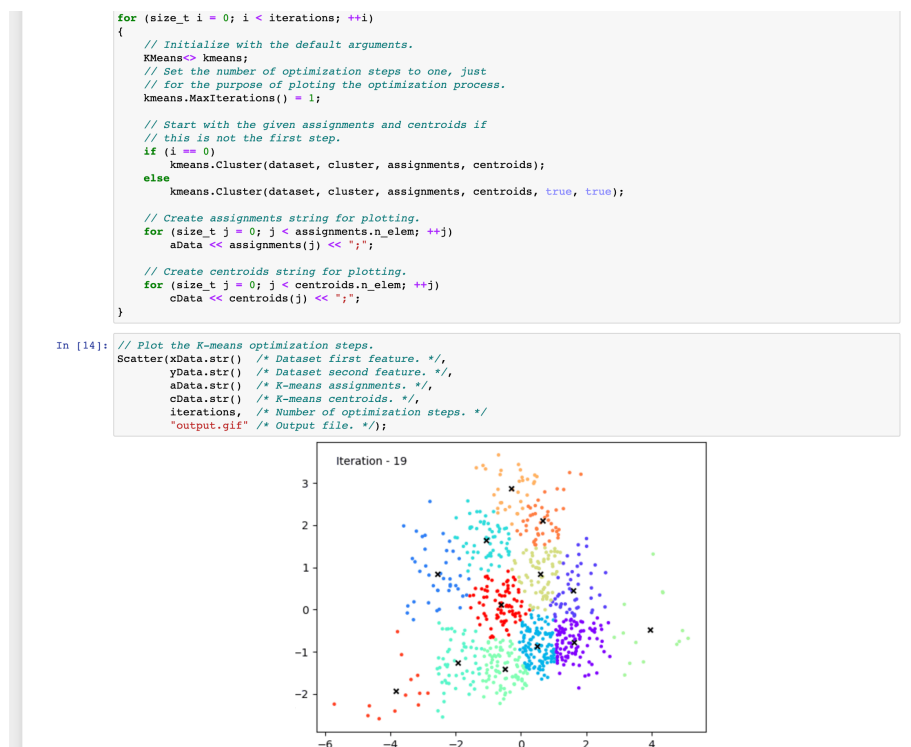 for (size_t i = 0; i < iterations; ++i)
{
    // Initialize with the default arguments.
    KMeans<> kmeans;
    // Set the number of optimization steps to one, just
    // for the purpose of ploting the optimization process.
    kmeans.MaxIterations() = 1;

    // Start with the given assignments and centroids if
    // this is not the first step.
    if (i == 0)
        kmeans.Cluster(dataset, cluster, assignments, centroids);
    else
        kmeans.Cluster(dataset, cluster, assignments, centroids, true, true);

    // Create assignments string for plotting.
    for (size_t j = 0; j < assignments.n_elem; ++j)
        aData << assignments(j) << ";";

    // Create centroids string for plotting.
    for (size_t j = 0; j < centroids.n_elem; ++j)
        cData << centroids(j) << ";";
}
In [14]: // Plot the K-means optimization steps.
Scatter(xData.str()  /* Dataset first feature. */,
        yData.str()  /* Dataset second feature. */,
        aData.str()  /* K-means assignments. */,
        cData.str()  /* K-means centroids. */,
        iterations,  /* Number of optimization steps. */
        "output.gif" /* Output file. */);
Iteration - 19
3
2
1
0
−1
−2
−6 −4 −2 0 2 4